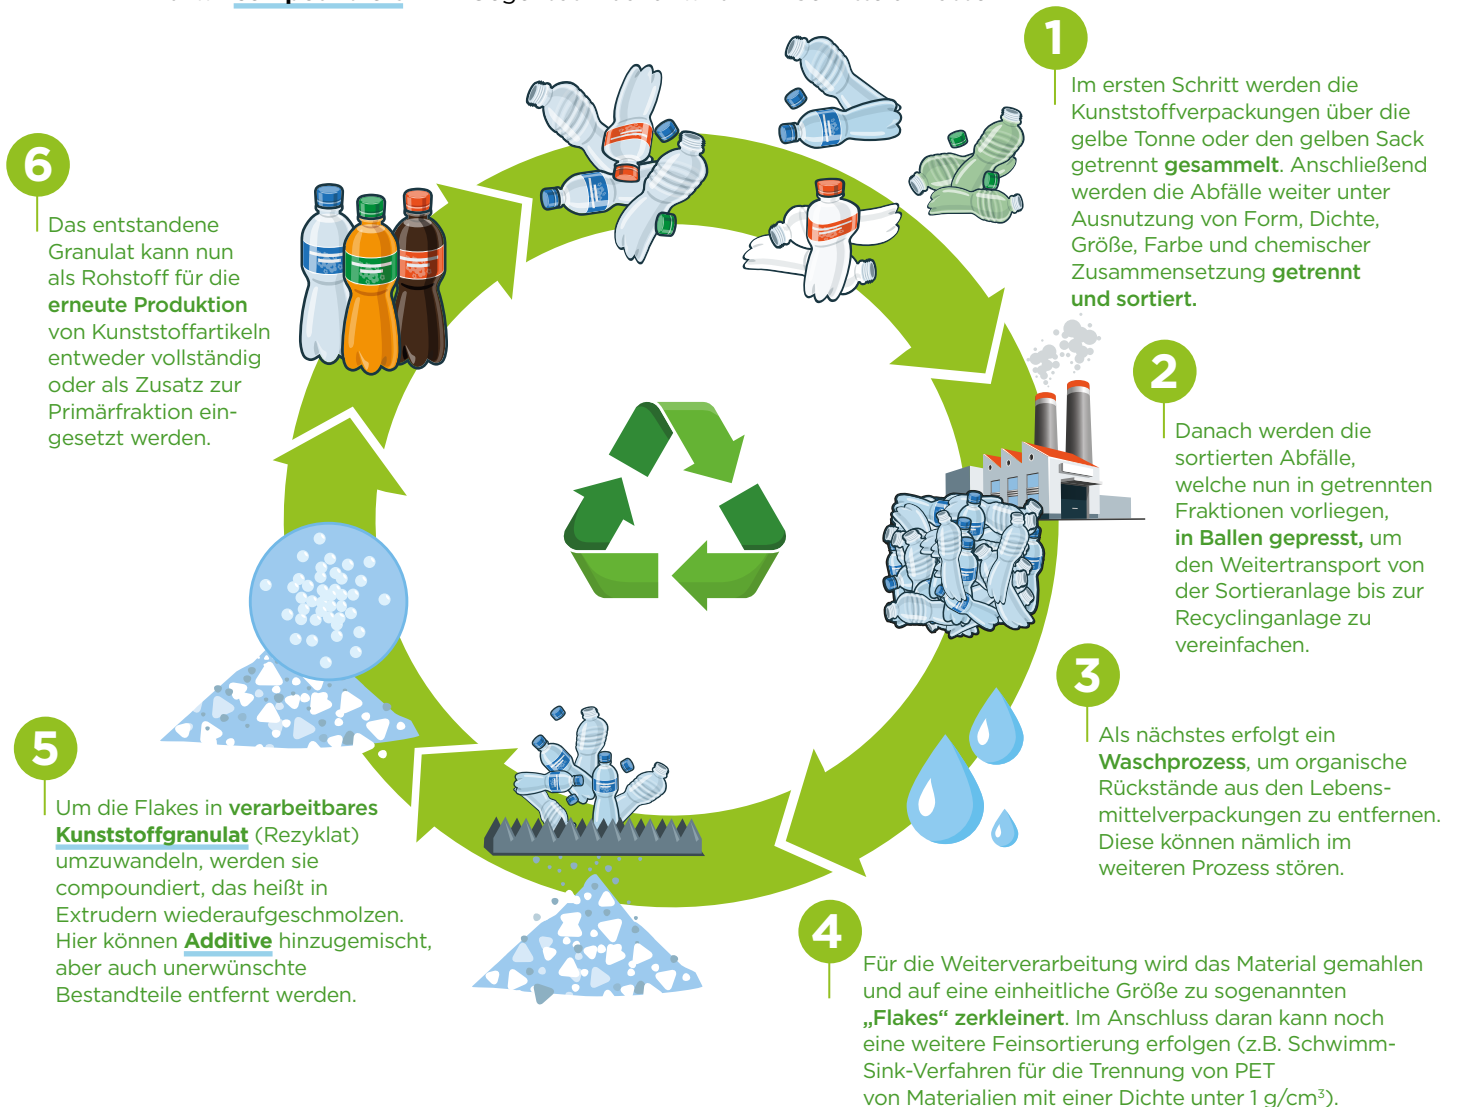 1
Im ersten Schritt werden die
Kunststoffverpackungen über die
gelbe Tonne oder den gelben Sack
getrennt gesammelt. Anschließend
werden die Abfälle weiter unter
Ausnutzung von Form, Dichte,
Größe, Farbe und chemischer
Zusammensetzung getrennt
und sortiert.
2
Danach werden die
sortierten Abfälle,
welche nun in getrennten
Fraktionen vorliegen,
in Ballen gepresst, um
den Weitertransport von
der Sortieranlage bis zur
Recyclinganlage zu
vereinfachen.
3
Als nächstes erfolgt ein
Waschprozess, um organische
Rückstände aus den Lebens-
mittelverpackungen zu entfernen.
Diese können nämlich im
weiteren Prozess stören.
4
Für die Weiterverarbeitung wird das Material gemahlen
und auf eine einheitliche Größe zu sogenannten
„Flakes“ zerkleinert. Im Anschluss daran kann noch
eine weitere Feinsortierung erfolgen (z.B. Schwimm-
Sink-Verfahren für die Trennung von PET
von Materialien mit einer Dichte unter 1 g/cm³).
5
Um die Flakes in verarbeitbares
Kunststoffgranulat (Rezyklat)
umzuwandeln, werden sie
compoundiert, das heißt in
Extrudern wiederaufgeschmolzen.
Hier können Additive hinzugemischt,
aber auch unerwünschte
Bestandteile entfernt werden.
6
Das entstandene
Granulat kann nun
als Rohstoff für die
erneute Produktion
von Kunststoffartikeln
entweder vollständig
oder als Zusatz zur
Primärfraktion ein-
gesetzt werden.